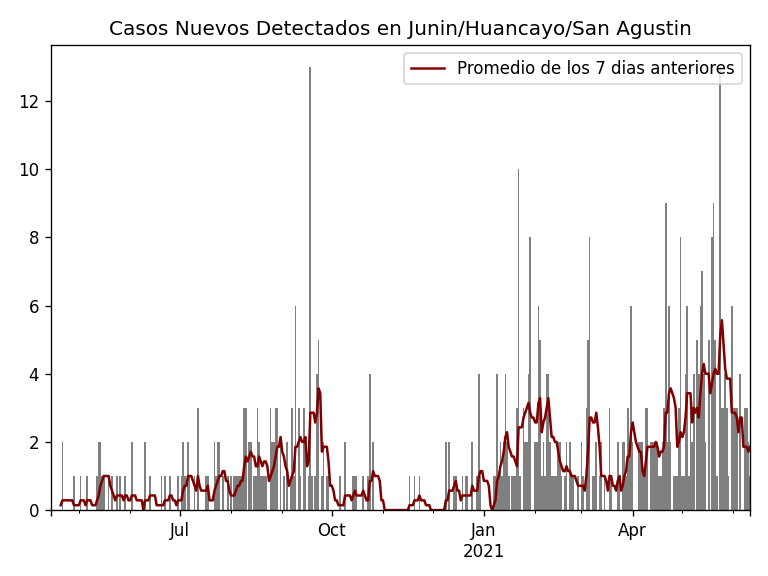 Casos Nuevos Detectados en Junin/Huancayo/San Agustin
Promedio de los 7 dias anteriores
12
10
8
6
4
2
0
Jul
Oct
Jan
2021
Apr